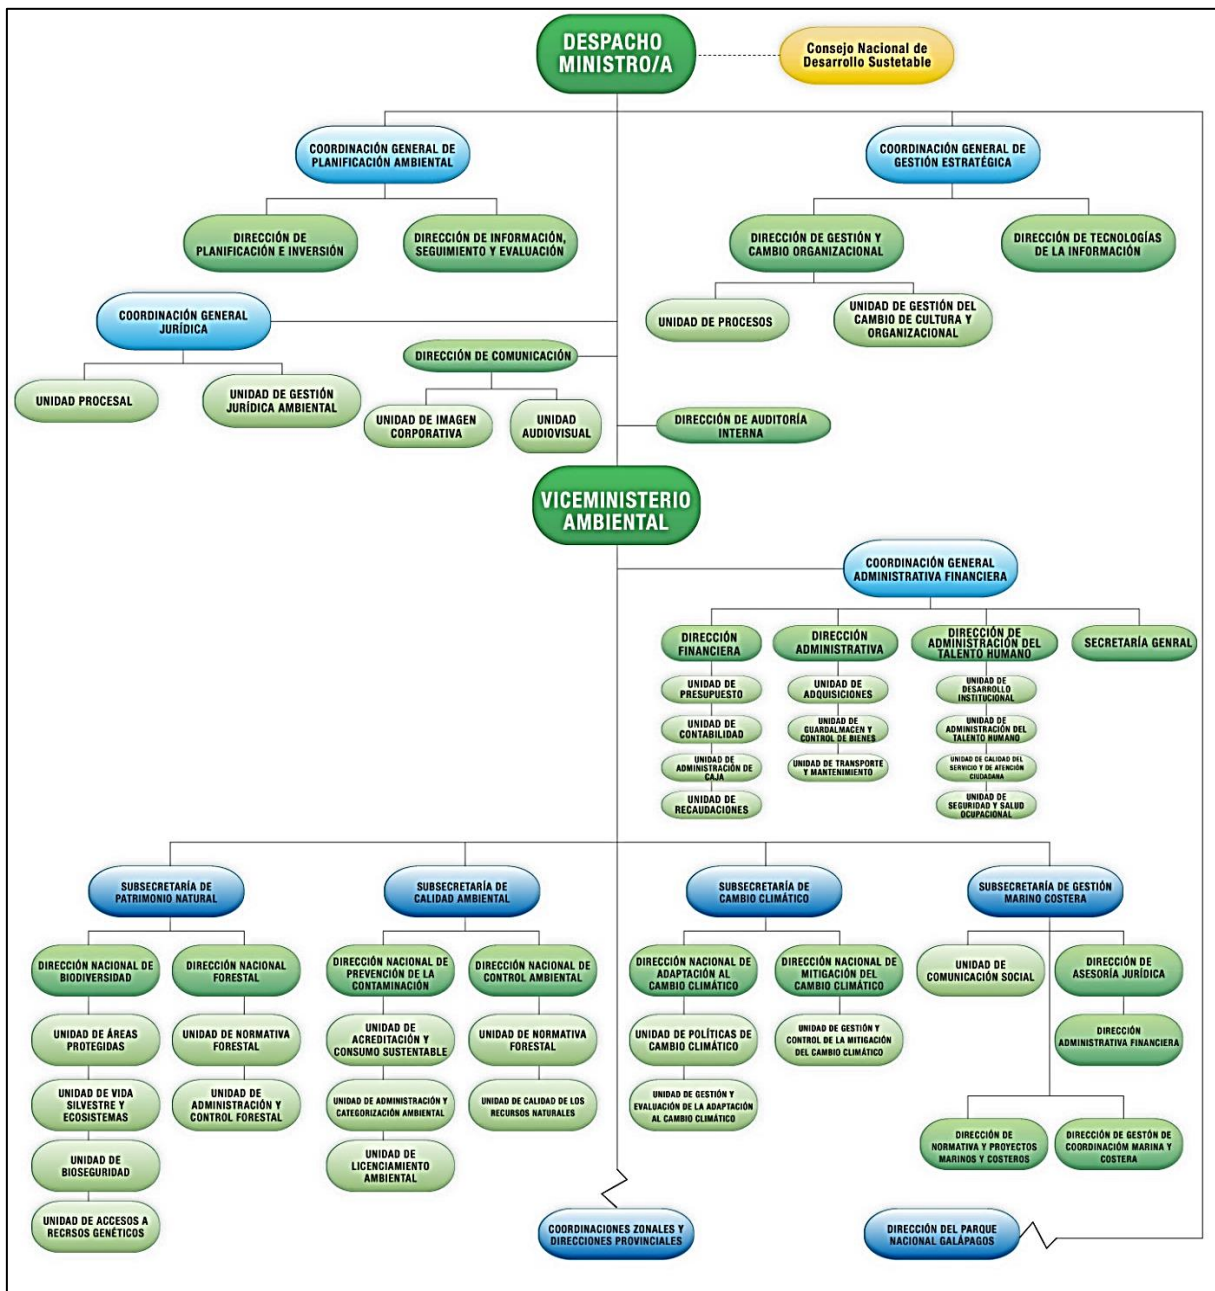 DESPACHO
MINISTRO/A
Consejo Nacional de
Desarrollo Sustetable
COORDINACIÓN GENERAL DE
PLANIFICACIÓN AMBIENTAL
COORDINACIÓN GENERAL DE
GESTIÓN ESTRATÉGICA
DIRECCIÓN DE
PLANIFICACIÓN E INVERSIÓN
DIRECCIÓN DE INFORMACIÓN,
SEGUIMIENTO Y EVALUACIÓN
DIRECCIÓN DE GESTIÓN Y
CAMBIO ORGANIZACIONAL
DIRECCIÓN DE TECNOLOGÍAS
DE LA INFORMACIÓN
COORDINACIÓN GENERAL
JURÍDICA
UNIDAD DE PROCESOS
UNIDAD DE GESTIÓN DEL
CAMBIO DE CULTURA Y
ORGANIZACIONAL
DIRECCIÓN DE COMUNICACIÓN
UNIDAD PROCESAL
UNIDAD DE GESTIÓN
JURÍDICA AMBIENTAL
UNIDAD DE IMAGEN
CORPORATIVA
UNIDAD
AUDIOVISUAL
DIRECCIÓN DE AUDITORÍA
INTERNA
VICEMINISTERIO
AMBIENTAL
COORDINACIÓN GENERAL
ADMINISTRATIVA FINANCIERA
DIRECCIÓN
FINANCIERA
DIRECCIÓN
ADMINISTRATIVA
DIRECCIÓN DE
ADMINISTRACIÓN DEL
TALENTO HUMANO
SECRETARÍA GENRAL
UNIDAD DE
PRESUPUESTO
UNIDAD DE
ADQUISICIONES
UNIDAD DE
DESARROLLO
INSTITUCIONAL
UNIDAD DE
CONTABILIDAD
UNIDAD DE
GUARDALMACEN Y
CONTROL DE BIENES
UNIDAD DE
ADMINISTRACIÓN DEL
TALENTO HUMANO
UNIDAD DE
ADMINISTRACIÓN DE
CAJA
UNIDAD DE TRANSPORTE
Y MANTENIMIENTO
UNIDAD DE CALIDAD DEL
SERVICIO Y DE ATENCIÓN
CIUDADANA
UNIDAD DE
RECAUDACIONES
UNIDAD DE
SEGURIDAD Y SALUD
OCUPACIONAL
SUBSECRETARÍA DE
PATRIMONIO NATURAL
SUBSECRETARÍA DE
CALIDAD AMBIENTAL
SUBSECRETARÍA DE
CAMBIO CLIMÁTICO
SUBSECRETARÍA DE GESTIÓN
MARINO COSTERA
DIRECCIÓN NACIONAL DE
BIODIVERSIDAD
DIRECCIÓN NACIONAL
FORESTAL
DIRECCIÓN NACIONAL DE
PREVENCIÓN DE LA
CONTAMINACIÓN
DIRECCIÓN NACIONAL
DE CONTROL AMBIENTAL
DIRECCIÓN NACIONAL DE
ADAPTACIÓN AL
CAMBIO CLIMÁTICO
DIRECCIÓN NACIONAL DE
MITIGACIÓN DEL
CAMBIO CLIMÁTICO
UNIDAD DE
COMUNICACIÓN SOCIAL
DIRECCIÓN DE
ASESORÍA JURÍDICA
UNIDAD DE ÁREAS
PROTEGIDAS
UNIDAD DE NORMATIVA
FORESTAL
UNIDAD DE
ACREDITACIÓN Y
CONSUMO SUSTENTABLE
UNIDAD DE NORMATIVA
FORESTAL
UNIDAD DE POLÍTICAS DE
CAMBIO CLIMÁTICO
UNIDAD DE GESTIÓN Y
CONTROL DE LA MITIGACIÓN
DEL CAMBIO CLIMÁTICO
DIRECCIÓN
ADMINISTRATIVA FINANCIERA
UNIDAD DE VIDA
SILVESTRE Y
ECOSISTEMAS
UNIDAD DE
ADMINISTRACIÓN Y
CONTROL FORESTAL
UNIDAD DE ADMINISTRACIÓN Y
CATEGORIZACIÓN AMBIENTAL
UNIDAD DE CALIDAD DE LOS
RECURSOS NATURALES
UNIDAD DE GESTIÓN Y
EVALUACIÓN DE LA ADAPTACIÓN
AL CAMBIO CLIMÁTICO
UNIDAD DE
BIOSEGURIDAD
UNIDAD DE
LICENCIAMIENTO
AMBIENTAL
DIRECCIÓN DE
NORMATIVA Y PROYECTOS
MARINOS Y COSTEROS
DIRECCIÓN DE GESTÓN DE
COORDINACIÓM MARINA Y
COSTERA
UNIDAD DE ACCESOS A
RECRSOS GENÉTICOS
COORDINACIONES ZONALES Y
DIRECCIONES PROVINCIALES
DIRECCIÓN DEL PARQUE
NACIONAL GALÁPAGOS